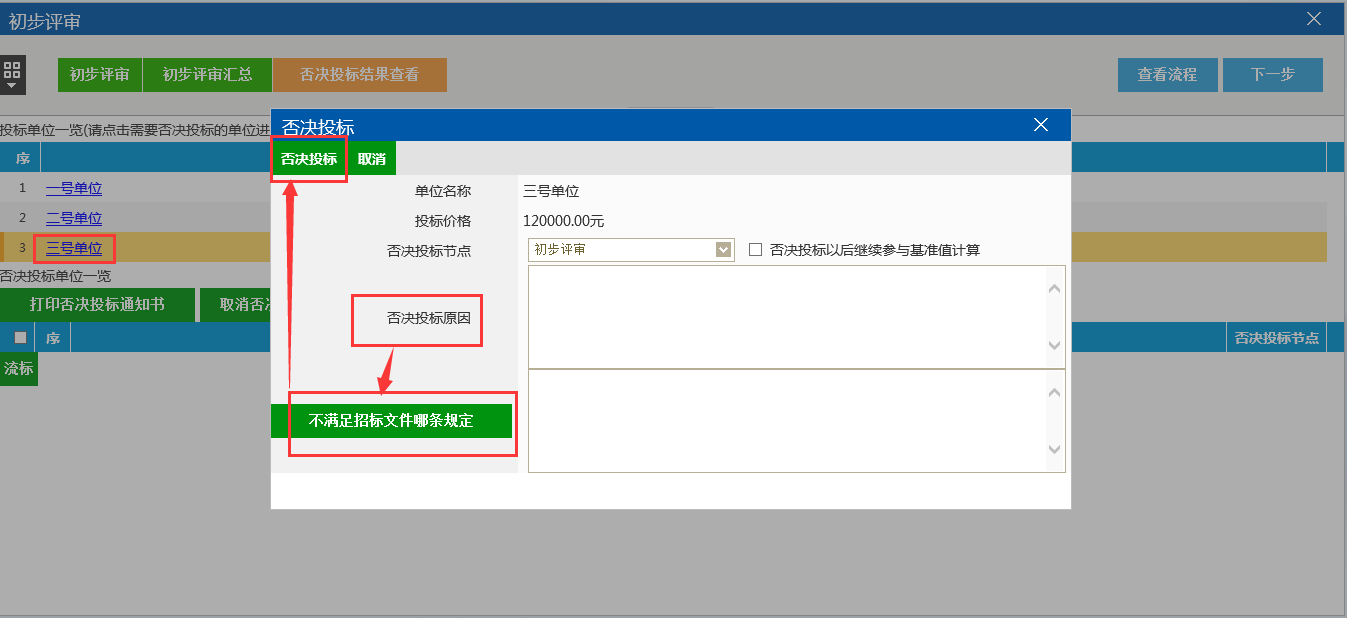 初步评审
初步评审 初步评审汇总 否决投标结果查看 查看流程 下一步
投标单位一览(请点击需要否决投标的单位进
序
1 一号单位
2 二号单位
3 三号单位
否决投标单位一览
打印否决投标通知书 取消否
序 否决投标节点
流标
否决投标
否决投标 取消
单位名称 三号单位
投标价格 120000.00元
否决投标节点 初步评审 否决投标以后继续参与基准值计算
否决投标原因
不满足招标文件哪条规定